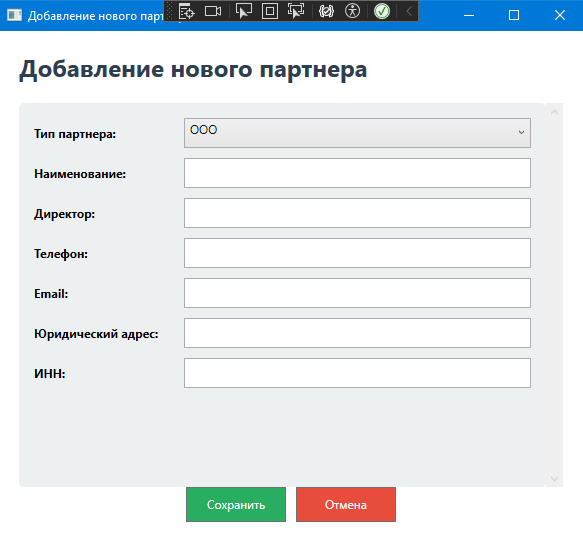 Добавление нового парт
Добавление нового партнера
Тип партнера:
ООО
Наименование:
Директор:
Телефон:
Email:
Юридический адрес:
ИНН:
Сохранить
Отмена